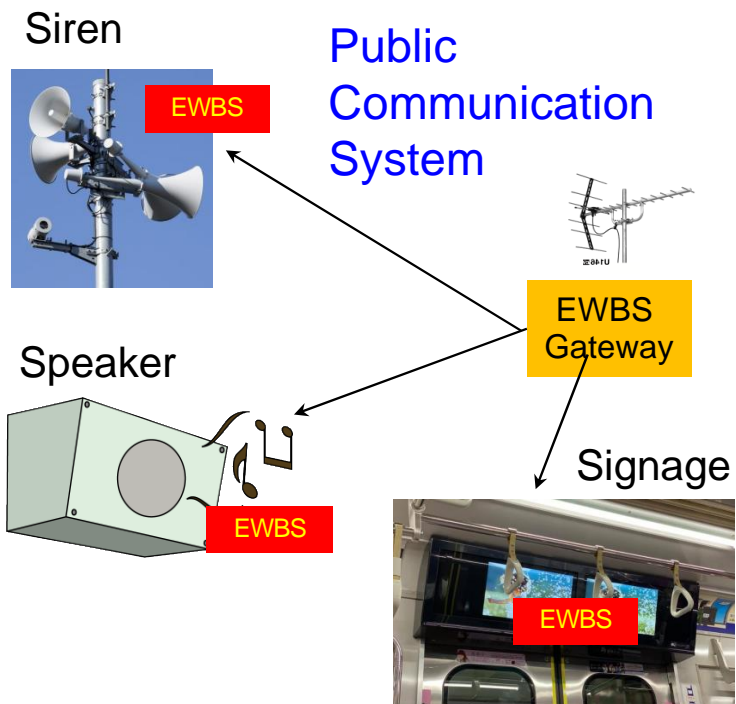 Siren
Public
Communication
System
EWBS
EWBS
Gateway
Speaker
EWBS
Signage
EWBS